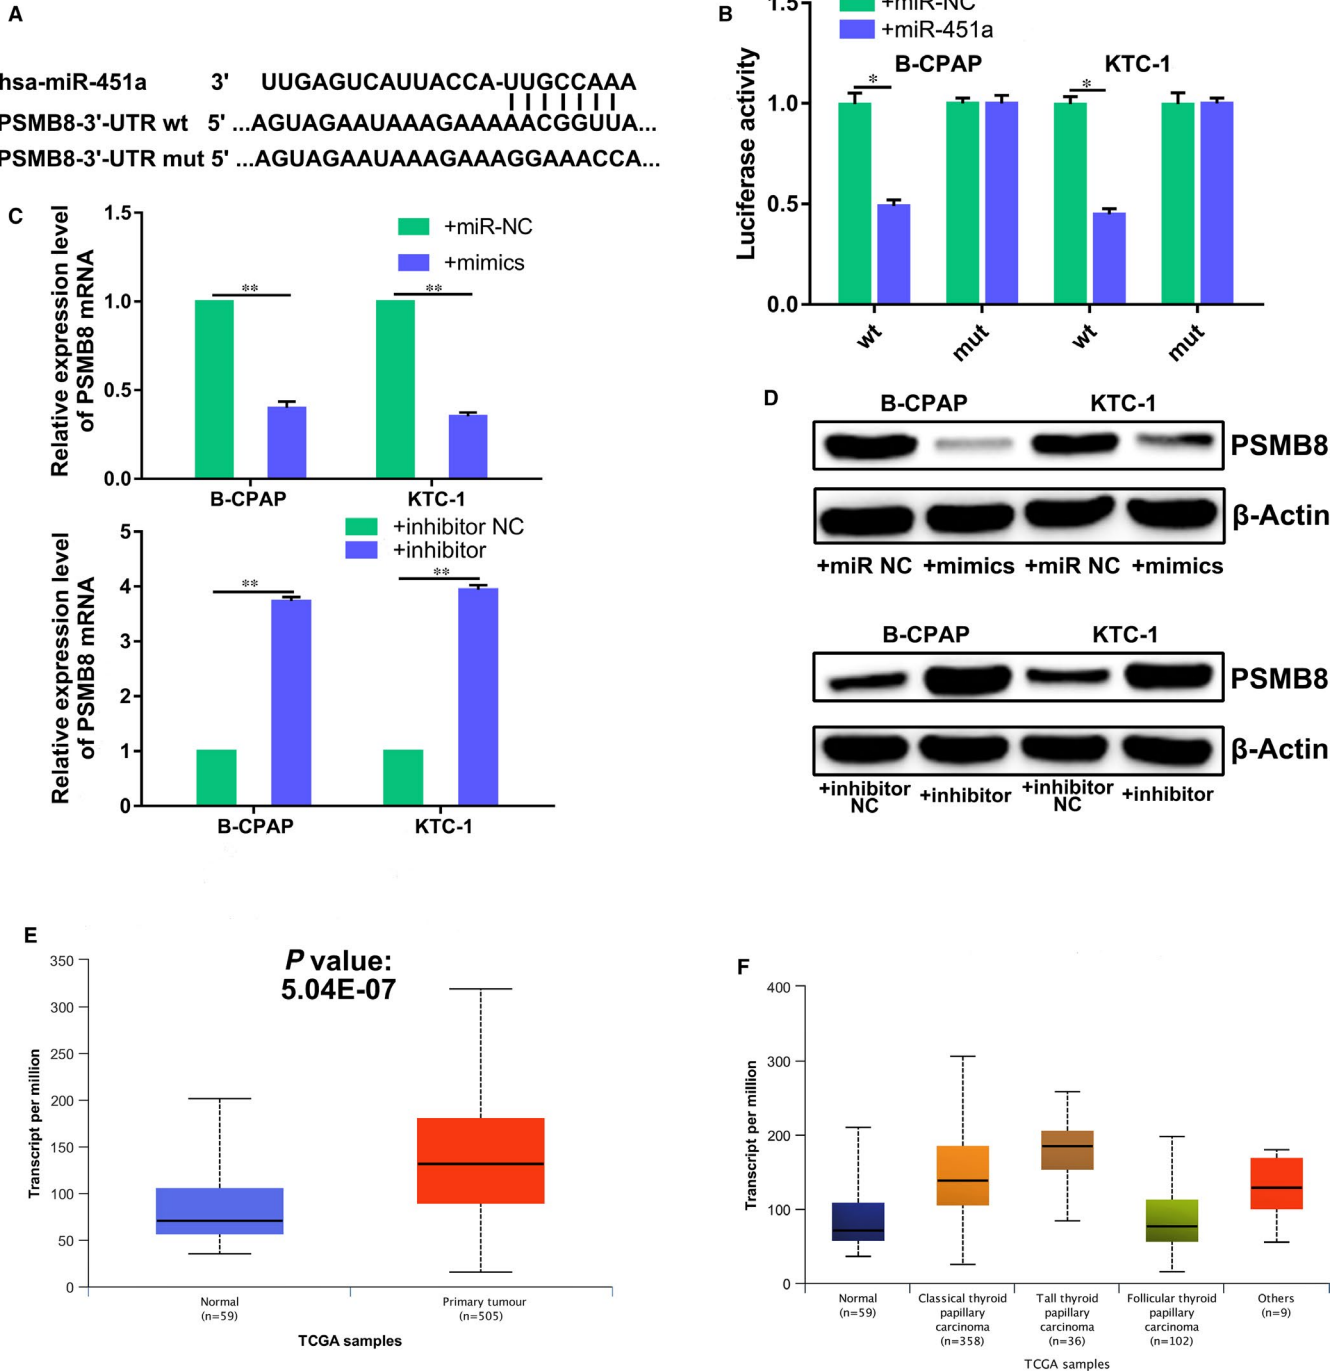 A
hsa-miR-451a 3' UUGAGUCAUUACCA-UUGCCAAA
PSMB8-3'-UTR wt 5' ...AGUAGAAUAAAGAAAAACGGUUA...
PSMB8-3'-UTR mut 5' ...AGUAGAAUAAAGAAAGGAAACCA...
B
+miR-NC
+miR-451a
B-CPAP KTC-1
* *
Luciferase activity
1.5
1.0
0.5
0.0
wt mut wt mut
C
Relative expression level
of PSMB8 mRNA
1.5
1.0
0.5
0.0
+miR-NC
+mimics
** **
B-CPAP KTC-1
Relative expression level
of PSMB8 mRNA
5
4
3
2
1
0
+inhibitor NC
+inhibitor
** **
B-CPAP KTC-1
D
B-CPAP KTC-1
PSMB8
β-Actin
+miR NC +mimics +miR NC +mimics
B-CPAP KTC-1
PSMB8
β-Actin
+inhibitor NC +inhibitor +inhibitor NC +inhibitor
E
P value:
5.04E-07
Transcript per million
350
300
250
200
150
100
50
0
Normal
(n=59)
Primary tumour
(n=505)
TCGA samples
F
Transcript per million
400
300
200
100
0
Normal
(n=59)
Classical thyroid
papillary
carcinoma
(n=358)
Tall thyroid
papillary
carcinoma
(n=36)
Follicular thyroid
papillary
carcinoma
(n=102)
Others
(n=9)
TCGA samples